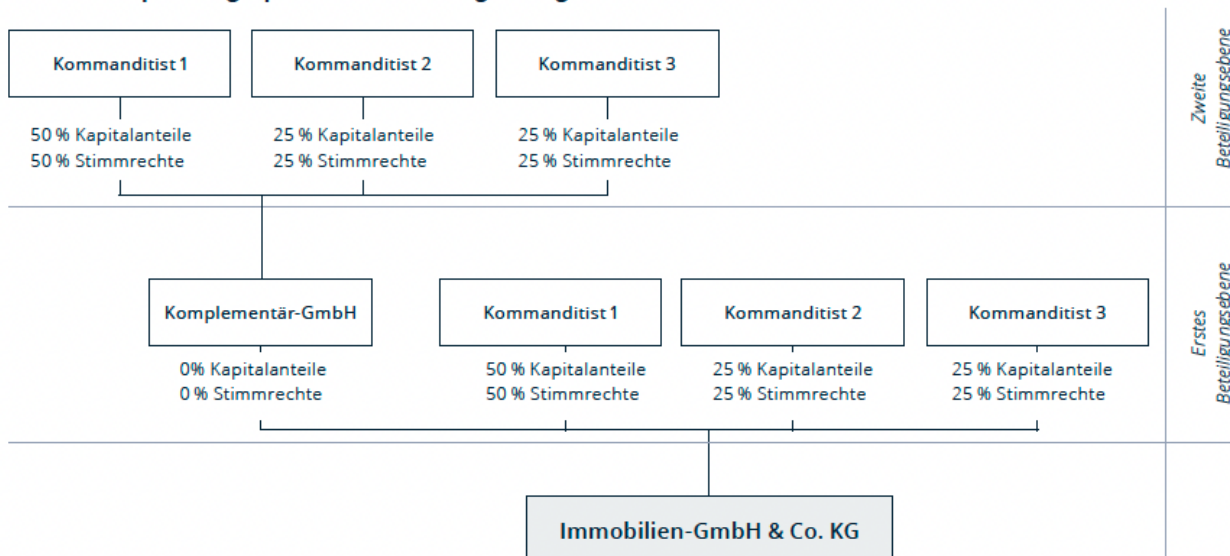 Kommanditist 1
Kommanditist 2
Kommanditist 3
50 % Kapitalanteile
50 % Stimmrechte
25 % Kapitalanteile
25 % Stimmrechte
25 % Kapitalanteile
25 % Stimmrechte
Zweite
Beteiligungsebene
Komplementär-GmbH
Kommanditist 1
Kommanditist 2
Kommanditist 3
0% Kapitalanteile
0 % Stimmrechte
50 % Kapitalanteile
50 % Stimmrechte
25 % Kapitalanteile
25 % Stimmrechte
25 % Kapitalanteile
25 % Stimmrechte
Erstes
Beteiligungsebene
Immobilien-GmbH & Co. KG